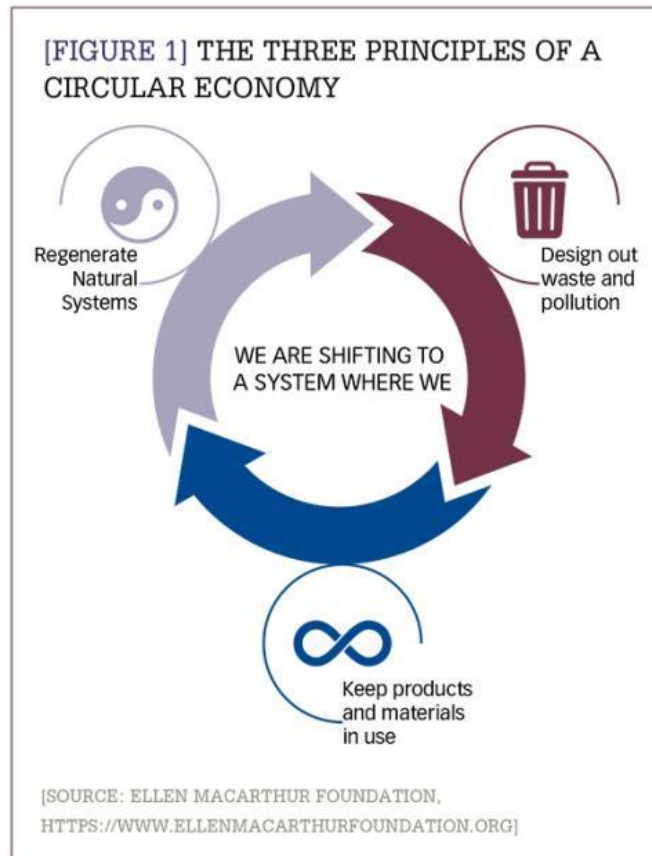 [FIGURE 1] THE THREE PRINCIPLES OF A
CIRCULAR ECONOMY
Regenerate
Natural
Systems
Design out
waste and
pollution
WE ARE SHIFTING TO
A SYSTEM WHERE WE
Keep products
and materials
in use
[SOURCE: ELLEN MACARTHUR FOUNDATION,
HTTPS://WWW.ELLENMACARTHURFOUNDATION.ORG]